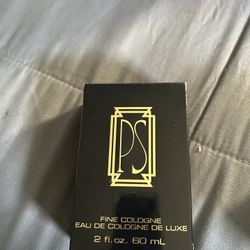 PS
FINE COLOGNE
EAU DE COLOGNE DE LUXE
2 fl. oz. 60 mL